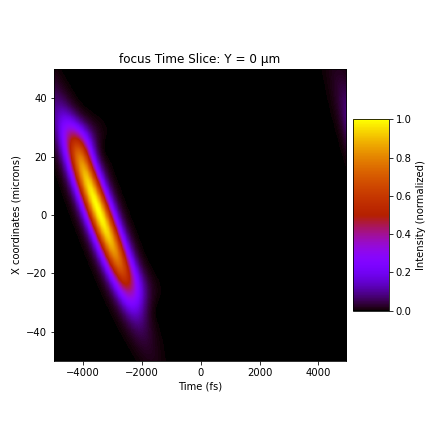 focus Time Slice: Y = 0 μm
40
20
0
−20
−40
X coordinates (microns)
−4000 −2000 0 2000 4000
Time (fs)
1.0
0.8
0.6
0.4
0.2
0.0
Intensity (normalized)